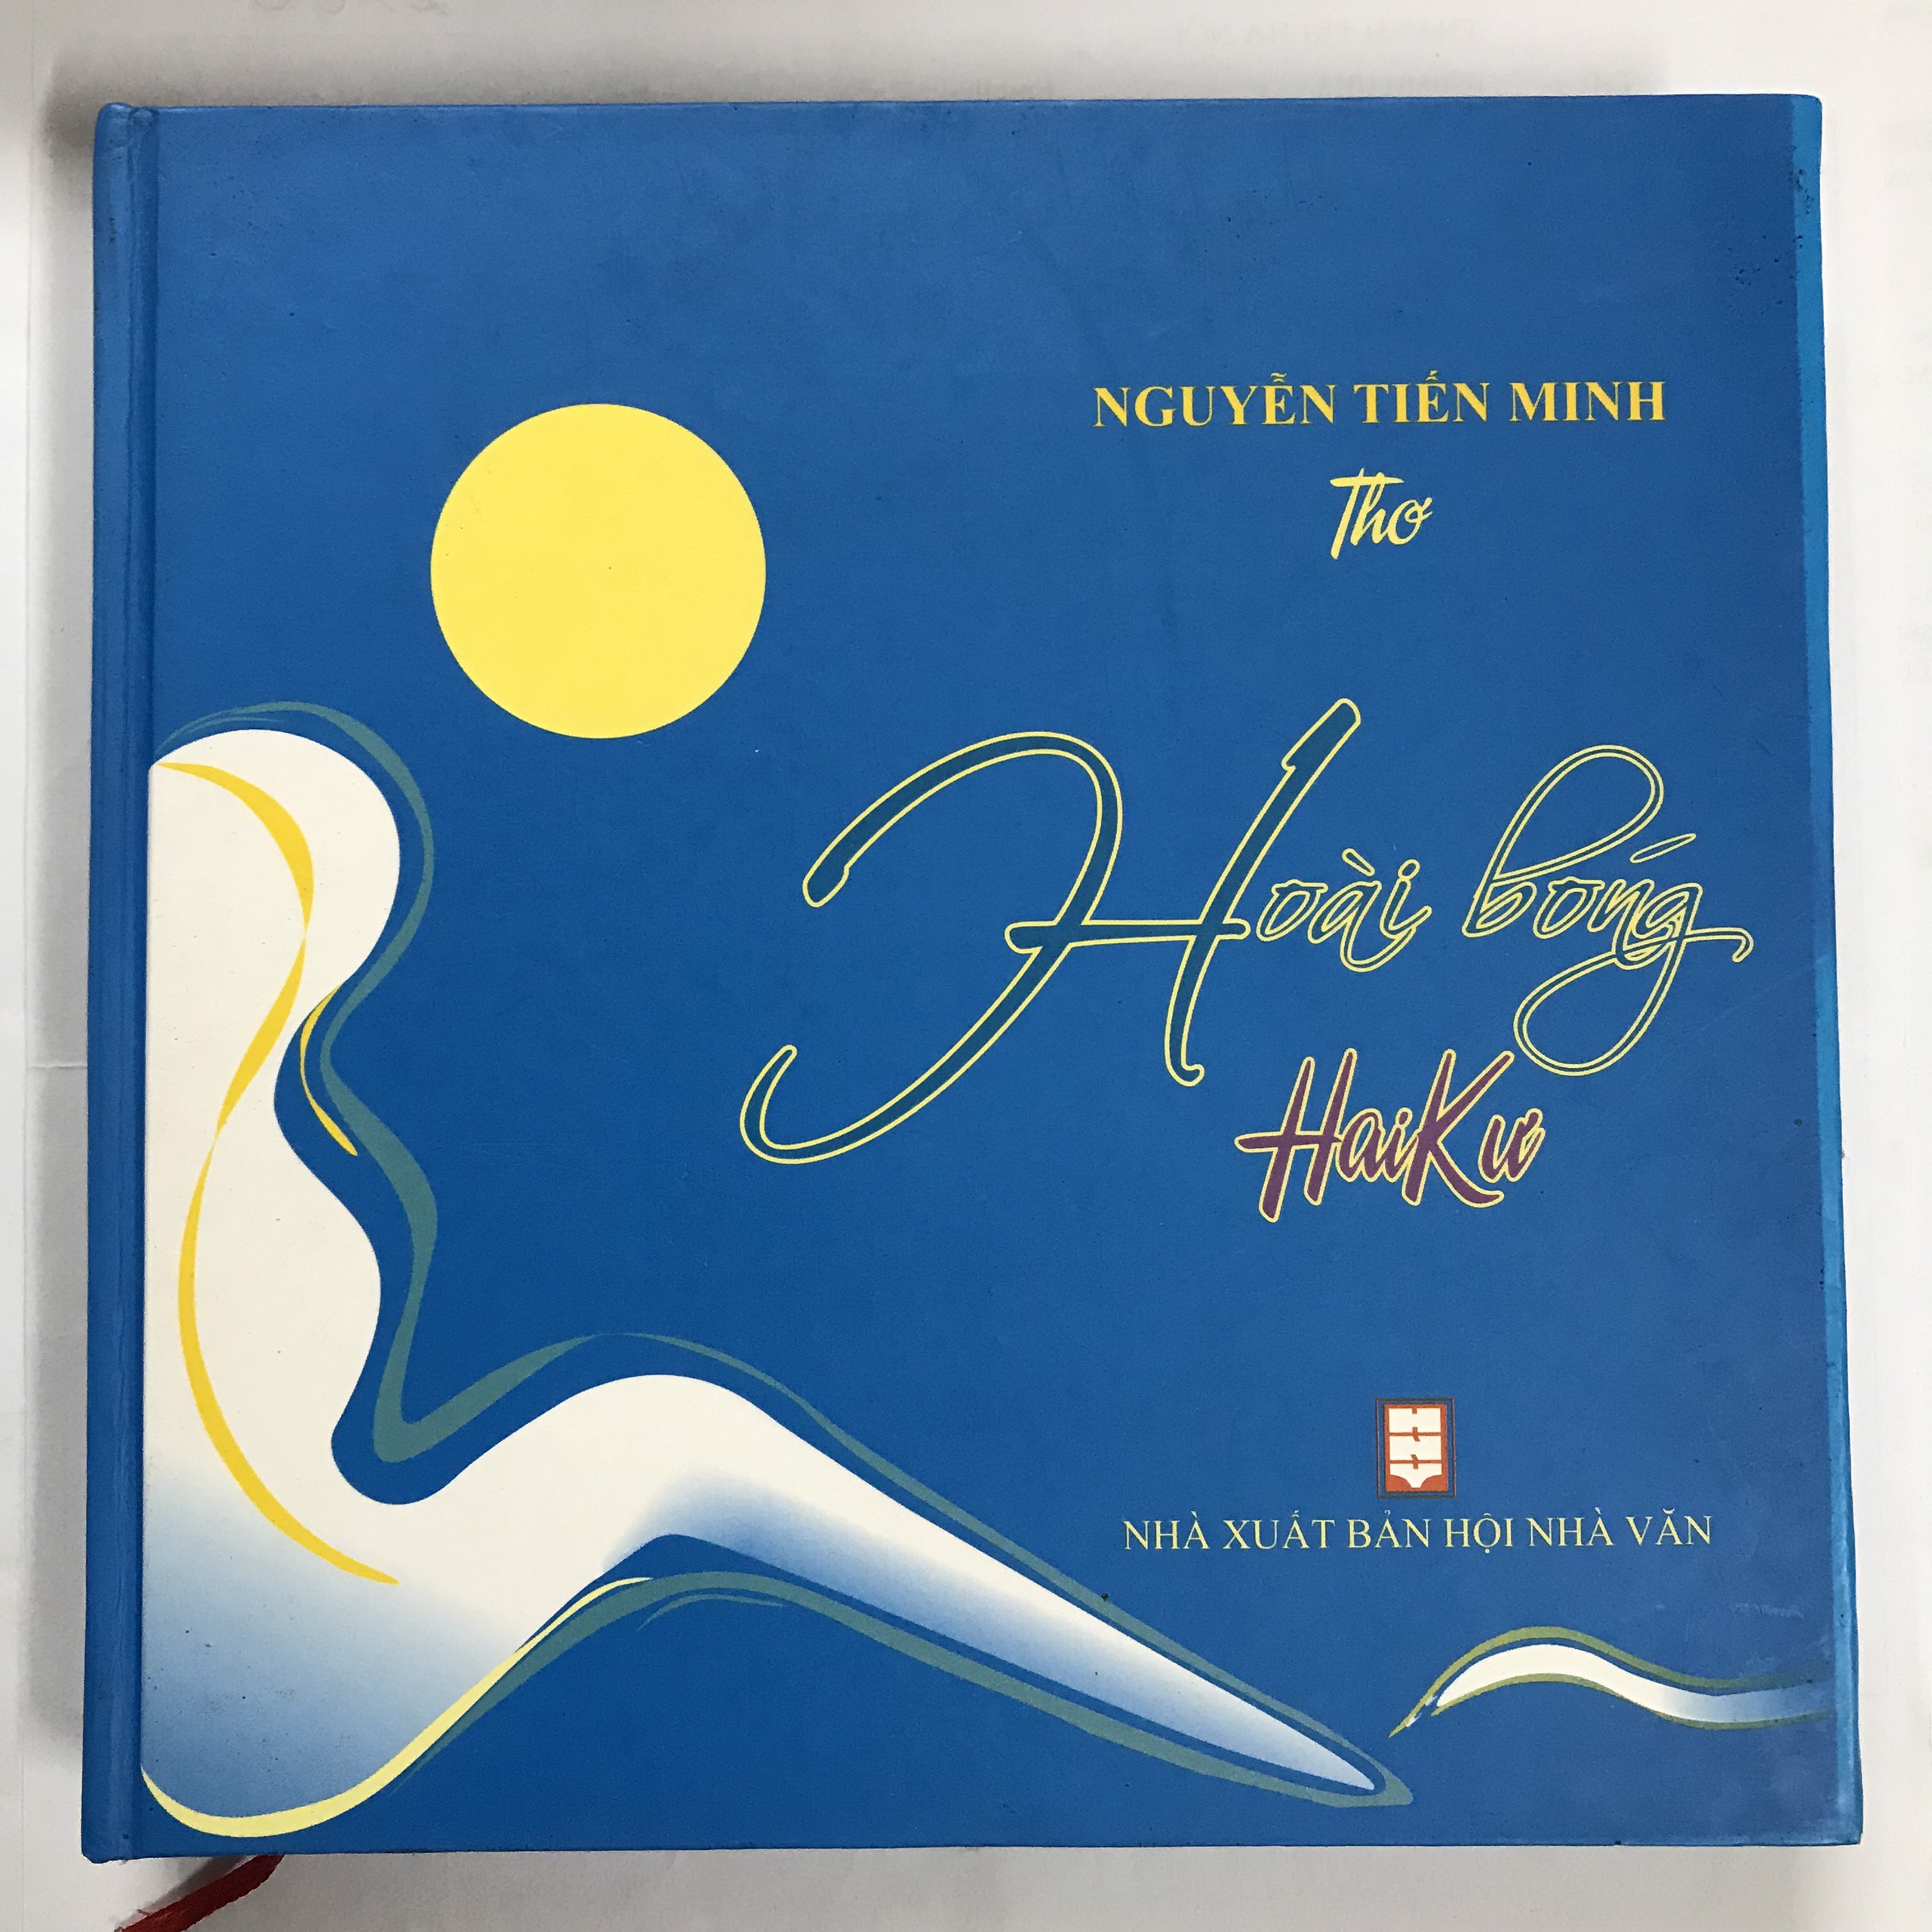 NGUYỄN TIẾN MINH
Thơ
Hoài bóng
HaiKư
NHÀ XUẤT BẢN HỘI NHÀ VĂN